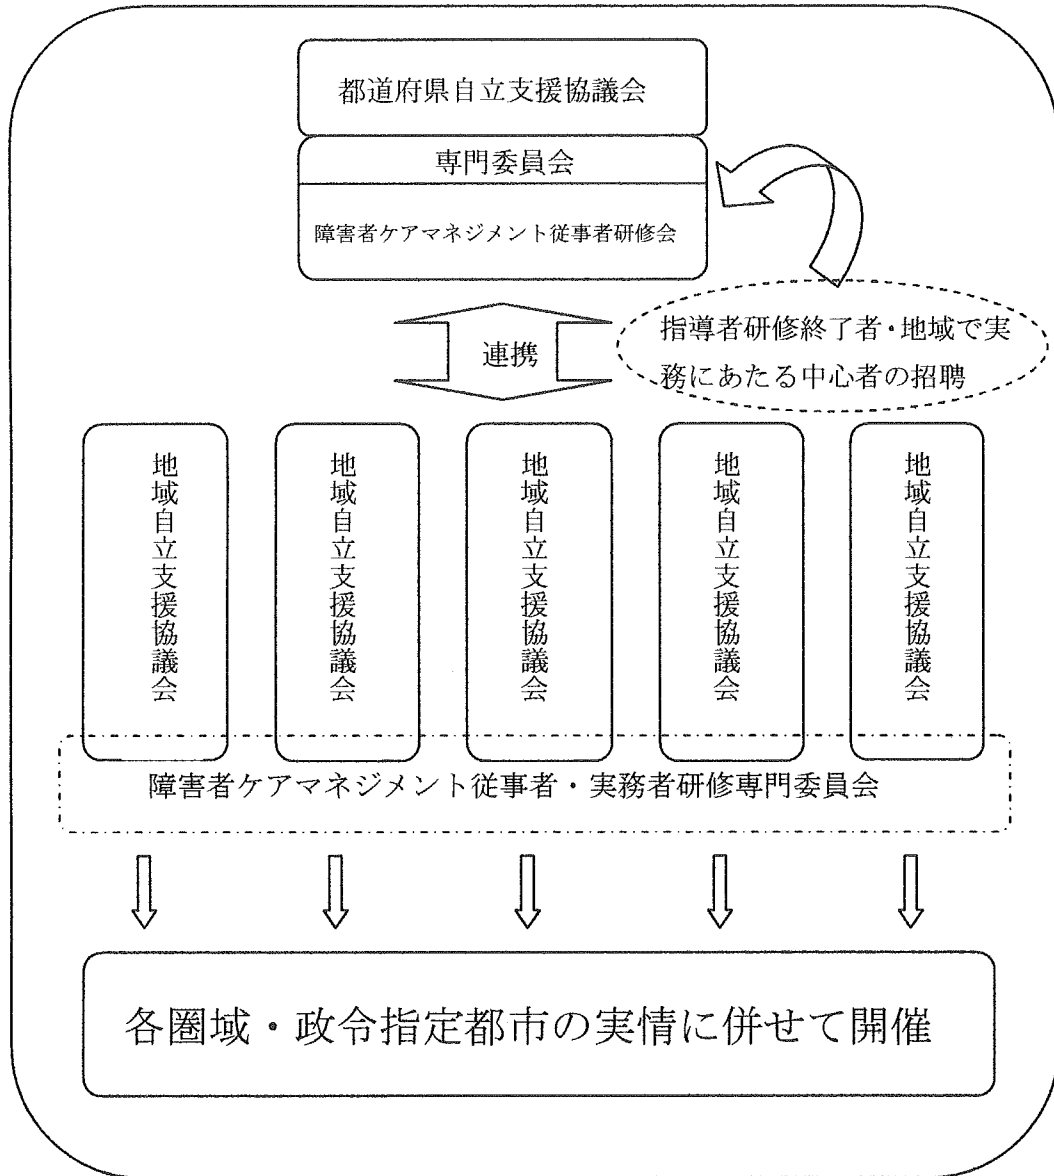 都道府県自立支援協議会
専門委員会
障害者ケアマネジメント従事者研修会
連携
指導者研修終了者・地域で実
務にあたる中心者の招聘
地域自立支援協議会
地域自立支援協議会
地域自立支援協議会
地域自立支援協議会
地域自立支援協議会
障害者ケアマネジメント従事者・実務者研修専門委員会
各圏域・政令指定都市の実情に併せて開催